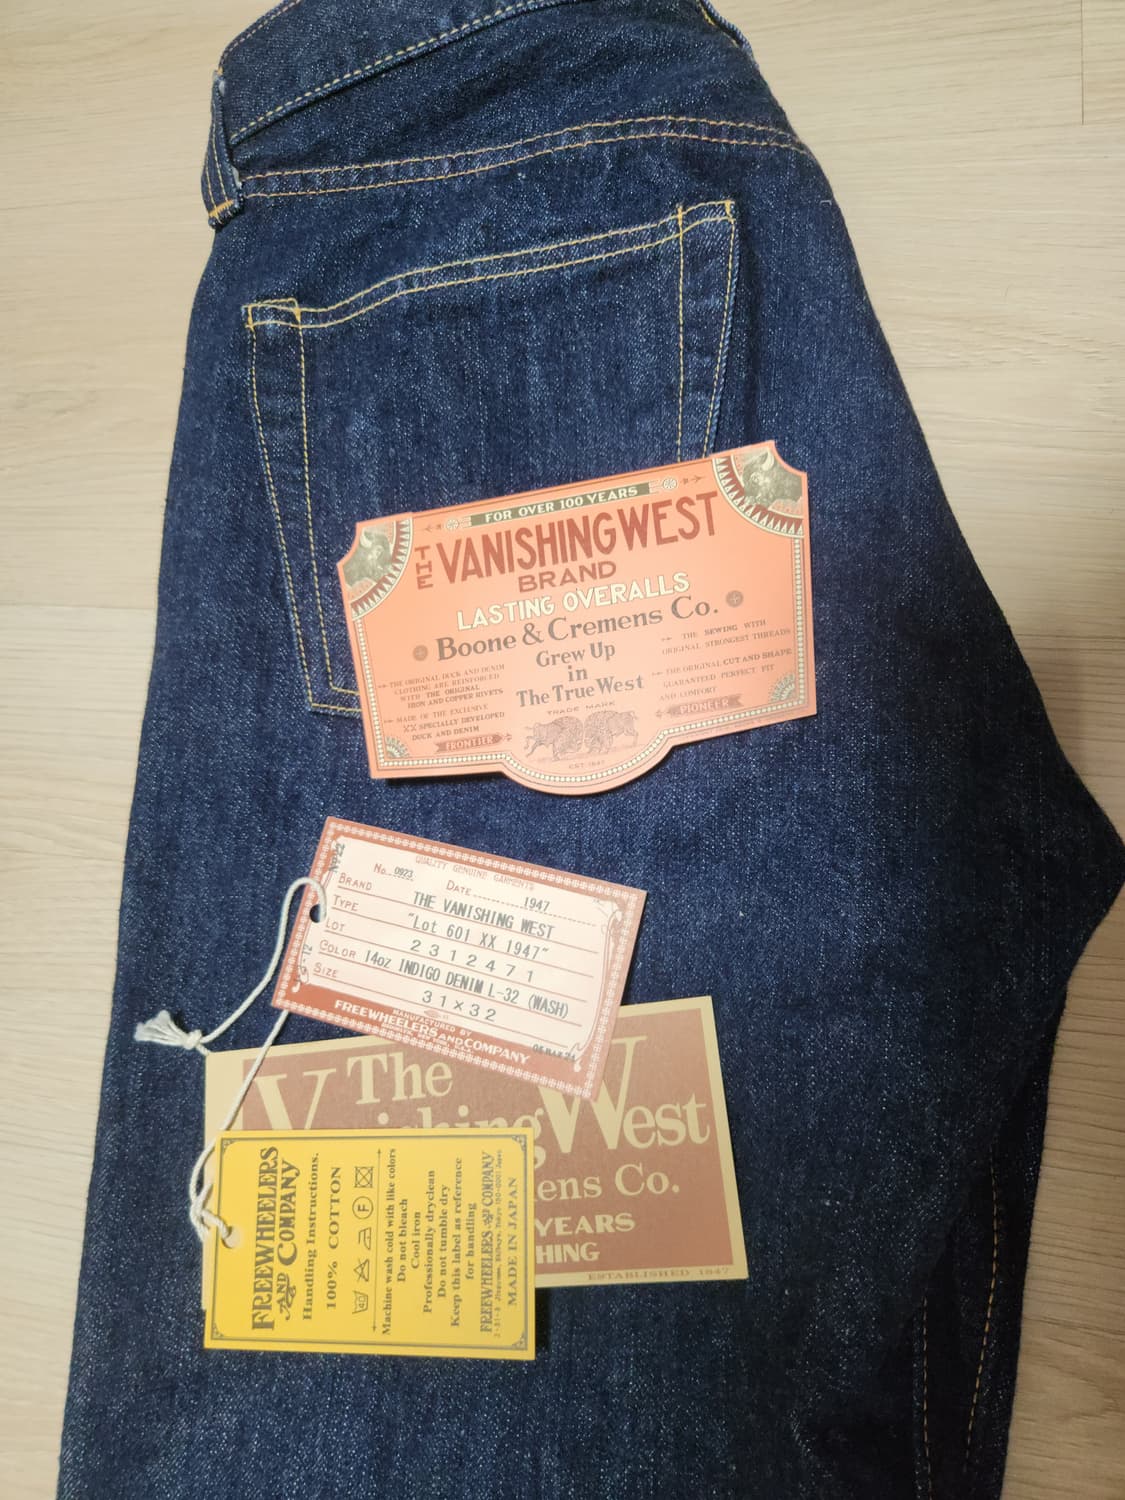 FOR OVER 100 YEARS
THE VANISHING WEST
BRAND
LASTING OVERALLS
Boone & Cremens Co.
Grew Up
in
The True West
TRADE MARK
EST. 1847
THE ORIGINAL DUCK AND DENIM
CLOTHING ARE REINFORCED
WITH THE ORIGINAL
IRON AND COPPER RIVETS
MADE OF THE EXCLUSIVE
XX SPECIALLY DEVELOPED
DUCK AND DENIM
FRONTIER
THE SEWING WITH
ORIGINAL STRONGEST THREADS
THE ORIGINAL CUT AND SHAPE
GUARANTEED PERFECT FIT
AND COMFORT
PIONEER
QUALITY GENUINE GARMENTS
No. 0923 DATE 1947
BRAND THE VANISHING WEST
TYPE "Lot 601 XX 1947"
LOT 2312471
COLOR 14oz INDIGO DENIM L-32 (WASH)
SIZE 31×32
MANUFACTURED BY
FREEWHEELERS AND COMPANY
The
West
Co.
YEARS
ESTABLISHED 1847
FREEWHEELERS
AND COMPANY
Handling Instructions.
100% COTTON
40 F
Machine wash cold with like colors
Do not bleach
Cool iron
Professionally dryclean
Do not tumble dry
Keep this label as reference
for handling
FREEWHEELERS AND COMPANY
MADE IN JAPAN